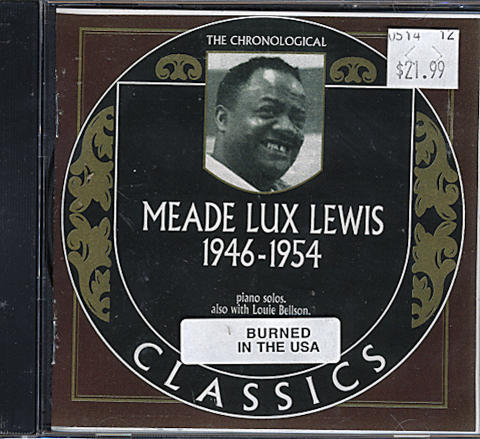 THE CHRONOLOGICAL
0514 12
$21.99
MEADE LUX LEWIS
1946-1954
piano solos.
also with Louie Bellson.
BURNED
IN THE USA
CLASSICS